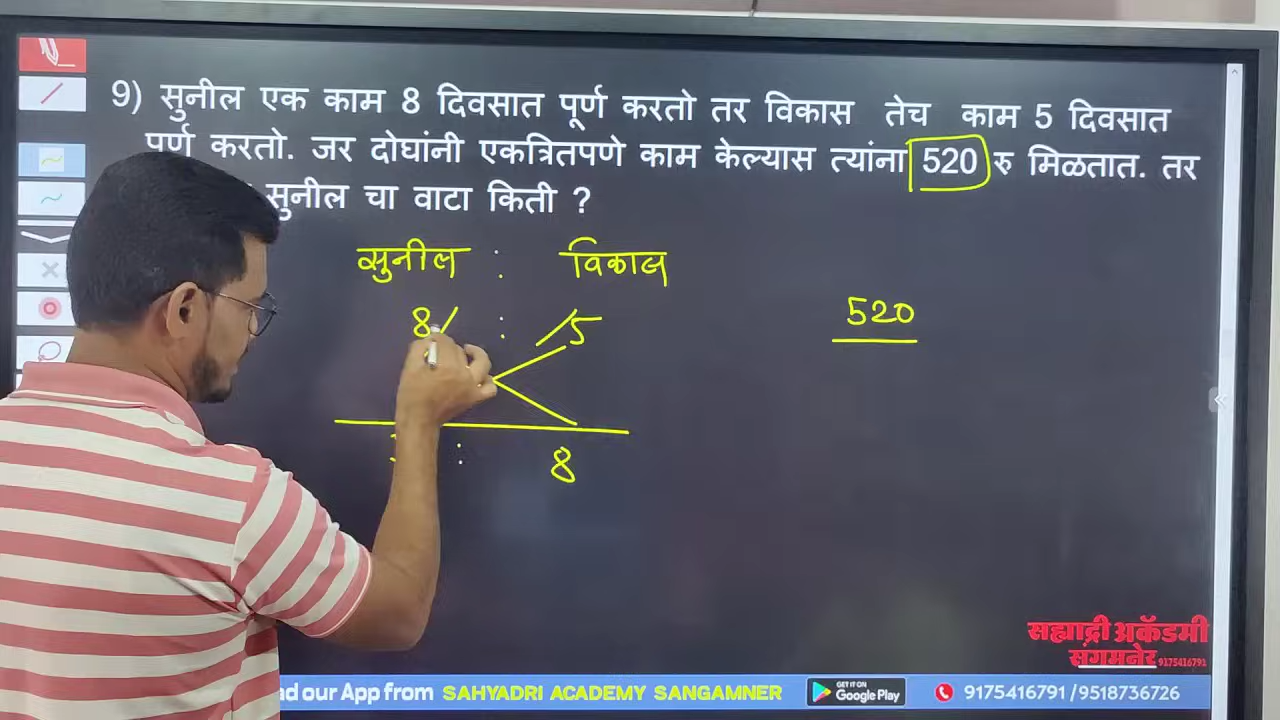 9) सुनील एक काम 8 दिवसात पूर्ण करतो तर विकास तेच काम 5 दिवसात
पूर्ण करतो. जर दोघांनी एकत्रितपणे काम केल्यास त्यांना 520 रु मिळतात. तर
सुनील चा वाटा किती ?
सुनील : विकास
8 : 5
520
: 8
सह्याद्री अकॅडमी
संगमनेर 9175416791
ad our App from SAHYADRI ACADEMY SANGAMNER GET IT ON Google Play 9175416791 /9518736726